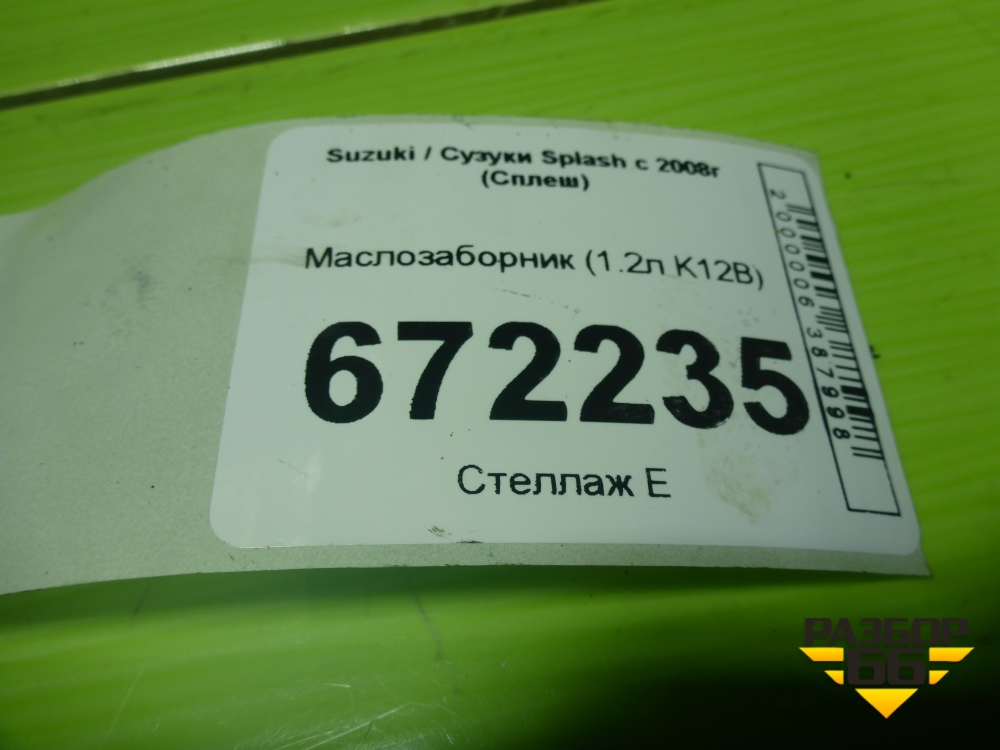 Suzuki / Сузуки Splash с 2008г
(Сплеш)
Маслозаборник (1.2л K12B)
672235
Стеллаж Е
2000006387998
РАЗБОР
66